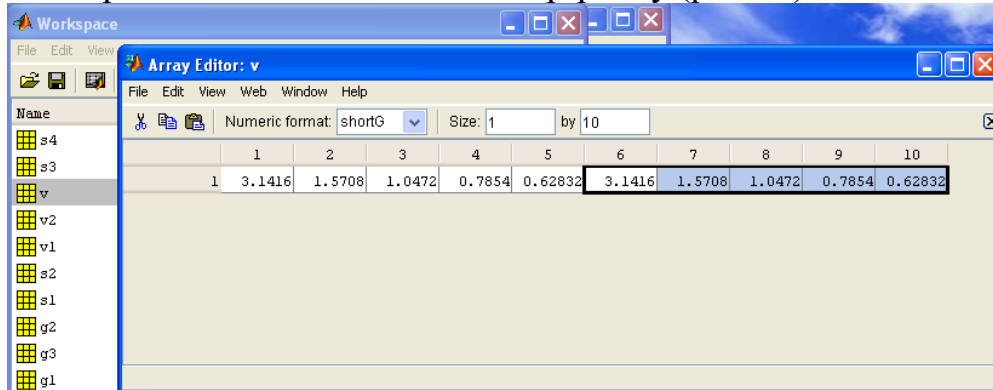 Workspace
File Edit View
Name
s4
s3
v
v2
v1
s2
s1
g2
g3
g1
Array Editor: v
File Edit View Web Window Help
Numeric format: shortG Size: 1 by 10
1 2 3 4 5 6 7 8 9 10
1 3.1416 1.5708 1.0472 0.7854 0.62832 3.1416 1.5708 1.0472 0.7854 0.62832